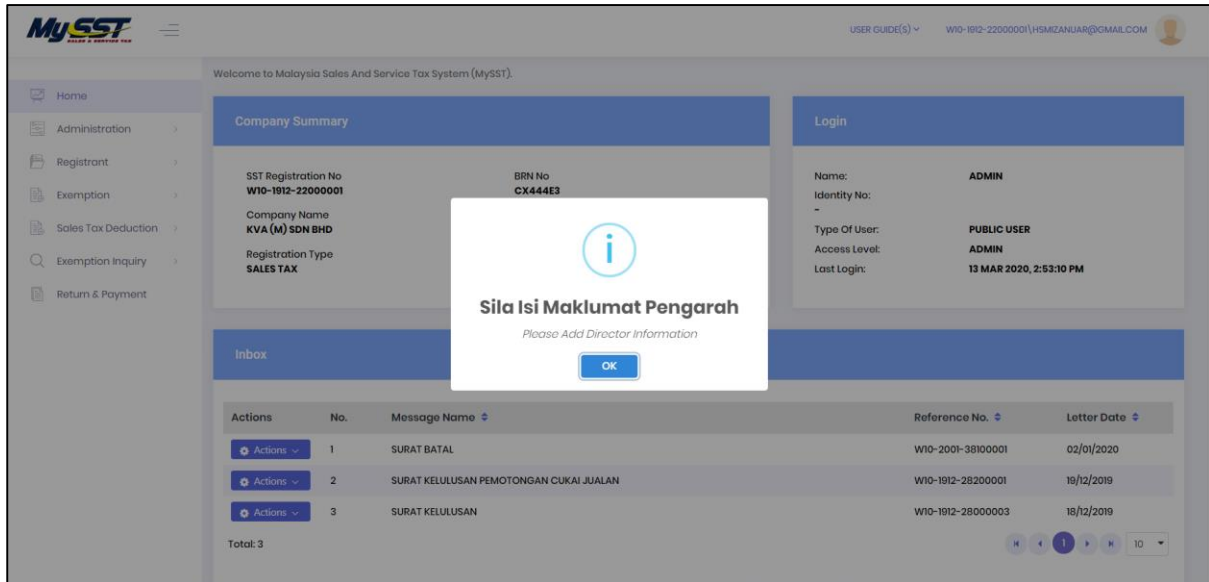 MySST
SALES & SERVICE TAX
USER GUIDE(S)
W10-1912-22000001\HSMIZANUAR@GMAIL.COM
Welcome to Malaysia Sales And Service Tax System (MySST).
Home
Administration
Registrant
Exemption
Sales Tax Deduction
Exemption Inquiry
Return & Payment
Company Summary
SST Registration No
W10-1912-22000001
BRN No
CX444E3
Company Name
KVA (M) SDN BHD
Registration Type
SALES TAX
Login
Name: ADMIN
Identity No:
-
Type Of User: PUBLIC USER
Access Level: ADMIN
Last Login: 13 MAR 2020, 2:53:10 PM
i
Sila Isi Maklumat Pengarah
Please Add Director Information
OK
Inbox
Actions No. Message Name Reference No. Letter Date
Actions 1 SURAT BATAL W10-2001-38100001 02/01/2020
Actions 2 SURAT KELULUSAN PEMOTONGAN CUKAI JUALAN W10-1912-28200001 19/12/2019
Actions 3 SURAT KELULUSAN W10-1912-28000003 18/12/2019
Total: 3
1
10